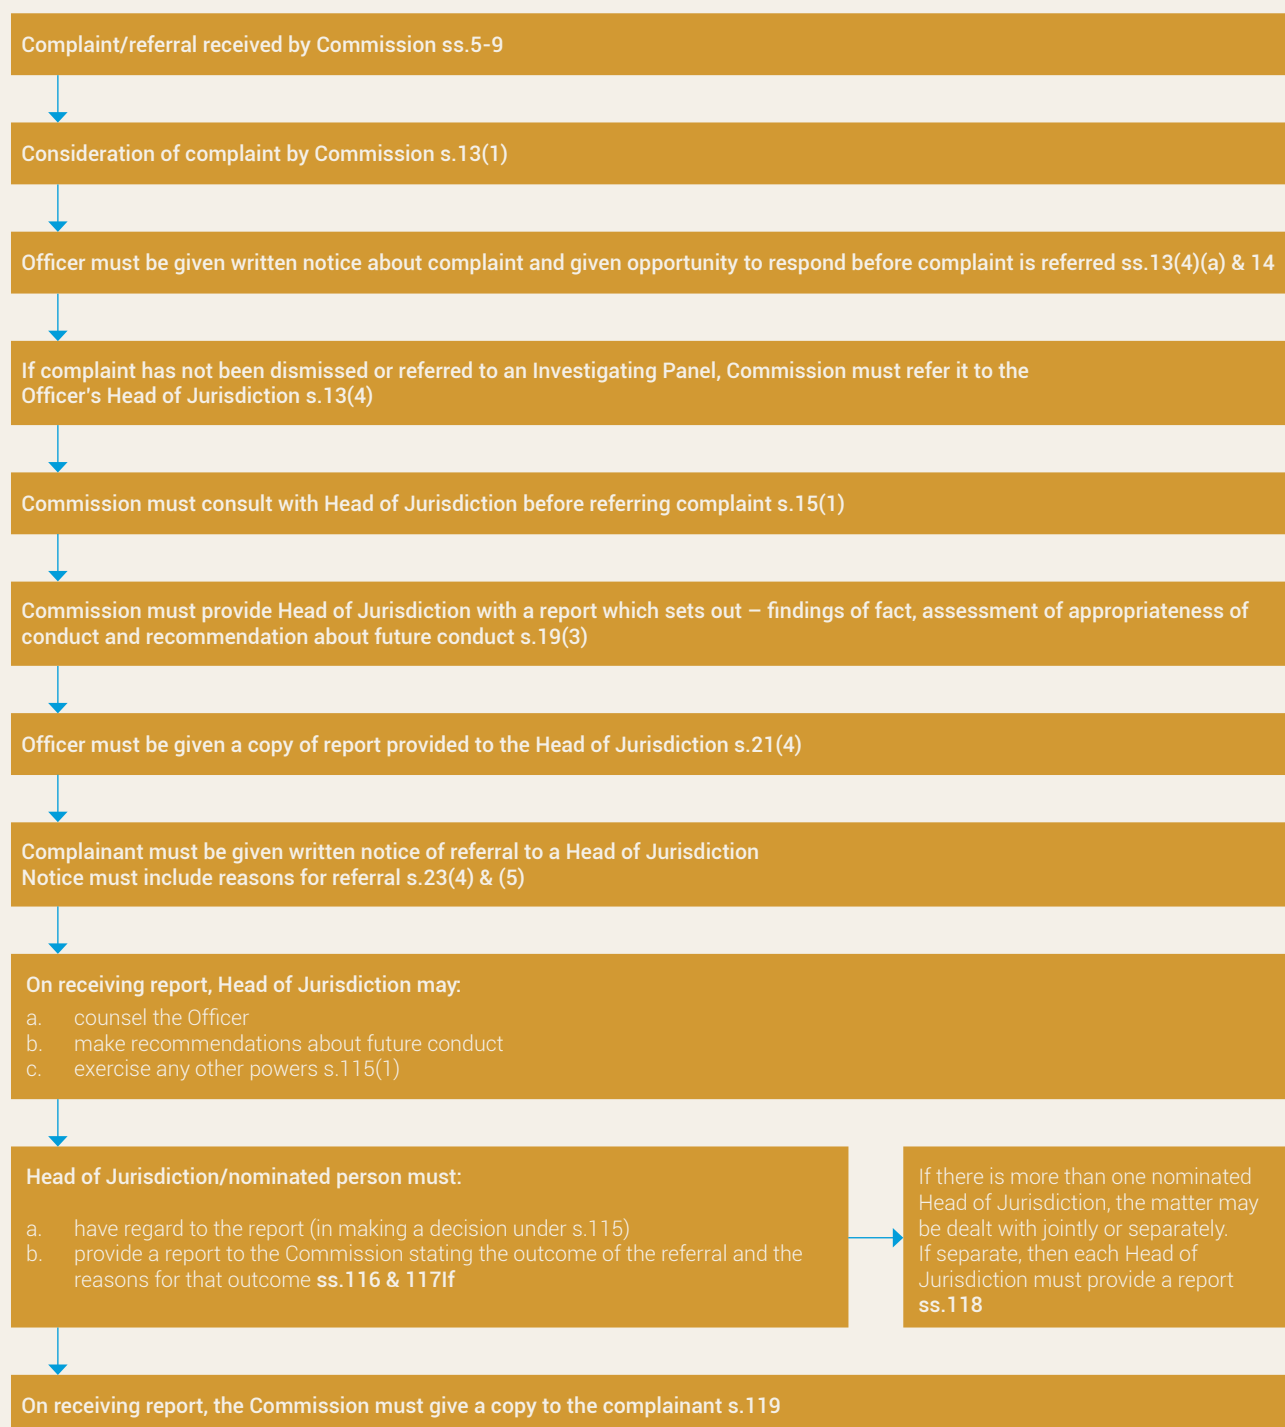 Complaint/referral received by Commission ss.5-9
Consideration of complaint by Commission s.13(1)
Officer must be given written notice about complaint and given opportunity to respond before complaint is referred ss.13(4)(a) & 14
If complaint has not been dismissed or referred to an Investigating Panel, Commission must refer it to the
Officer's Head of Jurisdiction s.13(4)
Commission must consult with Head of Jurisdiction before referring complaint s.15(1)
Commission must provide Head of Jurisdiction with a report which sets out – findings of fact, assessment of appropriateness of
conduct and recommendation about future conduct s.19(3)
Officer must be given a copy of report provided to the Head of Jurisdiction s.21(4)
Complainant must be given written notice of referral to a Head of Jurisdiction
Notice must include reasons for referral s.23(4) & (5)
On receiving report, Head of Jurisdiction may:
a. counsel the Officer
b. make recommendations about future conduct
c. exercise any other powers s.115(1)
Head of Jurisdiction/nominated person must:
a. have regard to the report (in making a decision under s.115)
b. provide a report to the Commission stating the outcome of the referral and the
reasons for that outcome ss.116 & 117If
If there is more than one nominated
Head of Jurisdiction, the matter may
be dealt with jointly or separately.
If separate, then each Head of
Jurisdiction must provide a report
ss.118
On receiving report, the Commission must give a copy to the complainant s.119